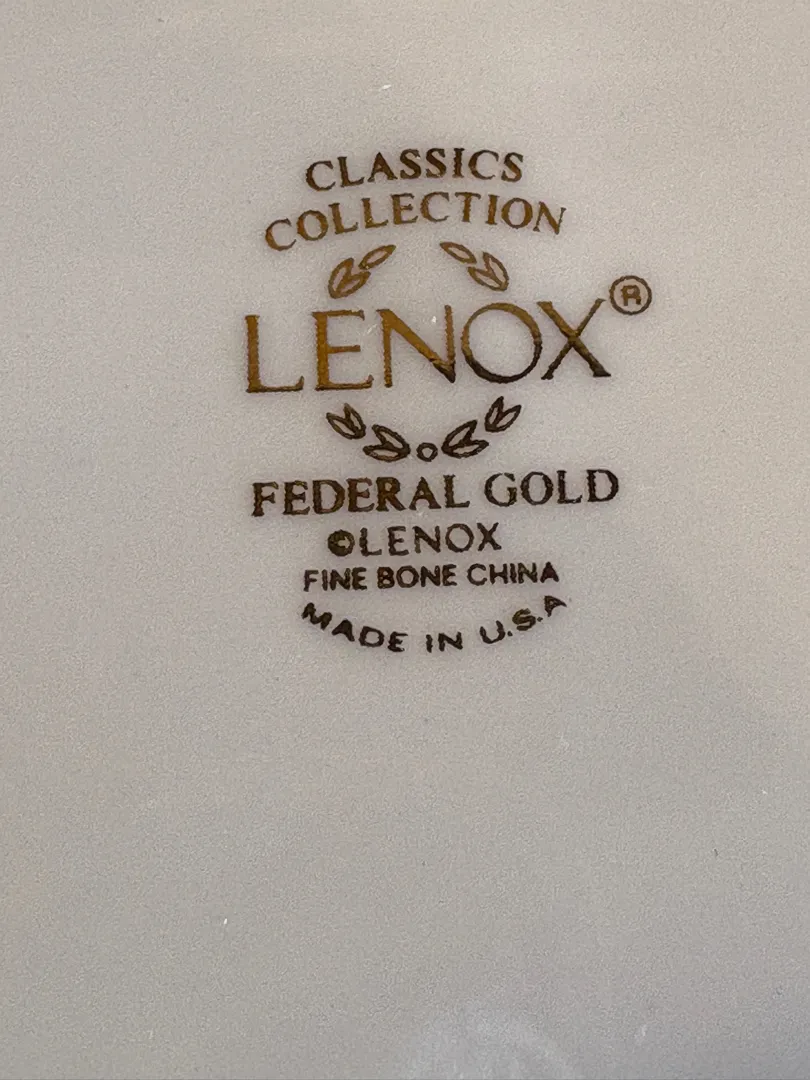 CLASSICS
COLLECTION
LENOX®
FEDERAL GOLD
©LENOX
FINE BONE CHINA
MADE IN U.S.A